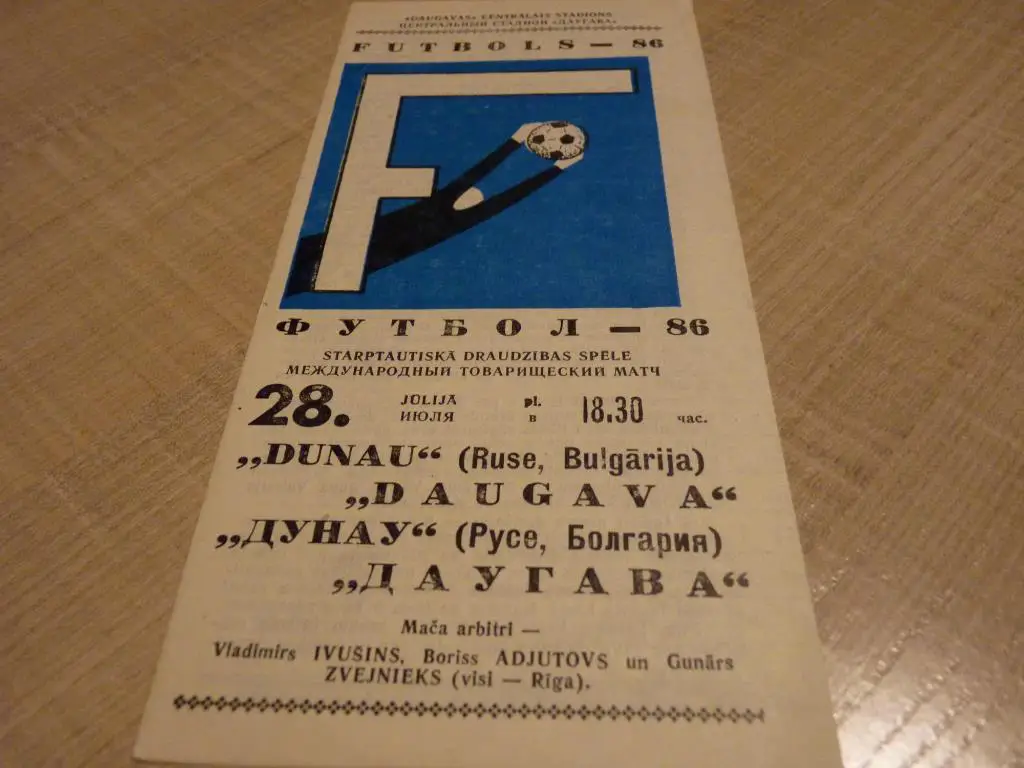 «DAUGAVAS» CENTRĀLAIS STADIONS
ЦЕНТРАЛЬНЫЙ СТАДИОН «ДАУГАВА»
FUTBOLS — 86
F
ФУТБОЛ — 86
STARPTAUTISKĀ DRAUDZĪBAS SPĒLE
МЕЖДУНАРОДНЫЙ ТОВАРИЩЕСКИЙ МАТЧ
28. JŪLIJĀ pl. 18.30
ИЮЛЯ в час.
„DUNAU“ (Ruse, Bulgārija)
„DAUGAVA“
„ДУНАУ“ (Русе, Болгария)
„ДАУГАВА“
Mača arbitri —
Vladimirs IVUŠINS, Boriss ADJUTOVS un Gunārs
ZVEJNIEKS (visi — Rīga).